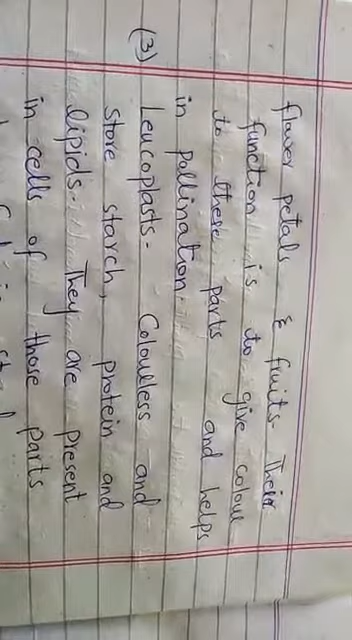 flower petals & fruits. Their
function is to give colour
to these parts and helps
in pollination.
(3) Leucoplasts - Colourless and
store starch, protein and
lipids. They are present
in cells of those parts